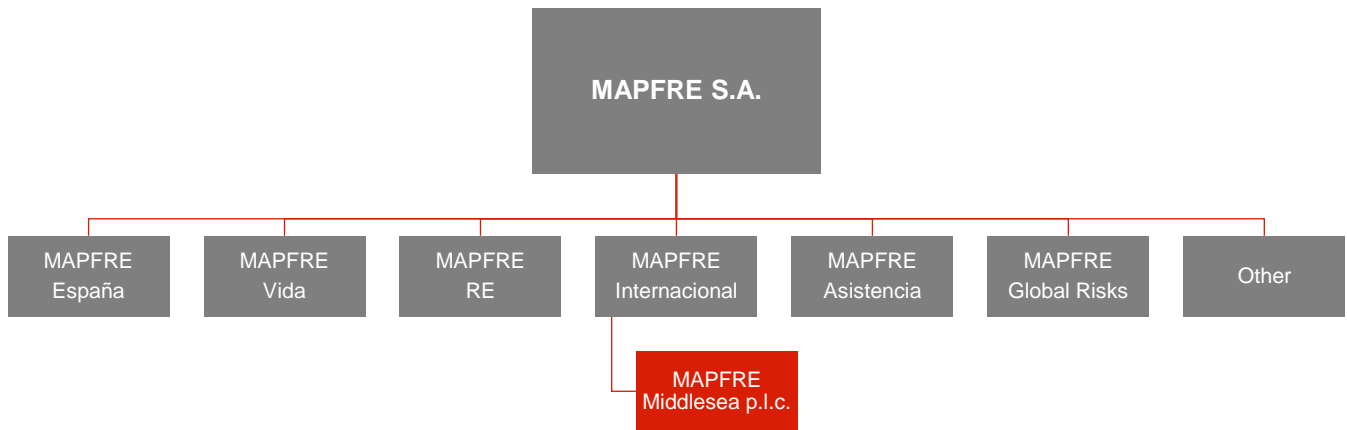 MAPFRE S.A.
MAPFRE
España
MAPFRE
Vida
MAPFRE
RE
MAPFRE
Internacional
MAPFRE
Asistencia
MAPFRE
Global Risks
Other
MAPFRE
Middlesea p.l.c.